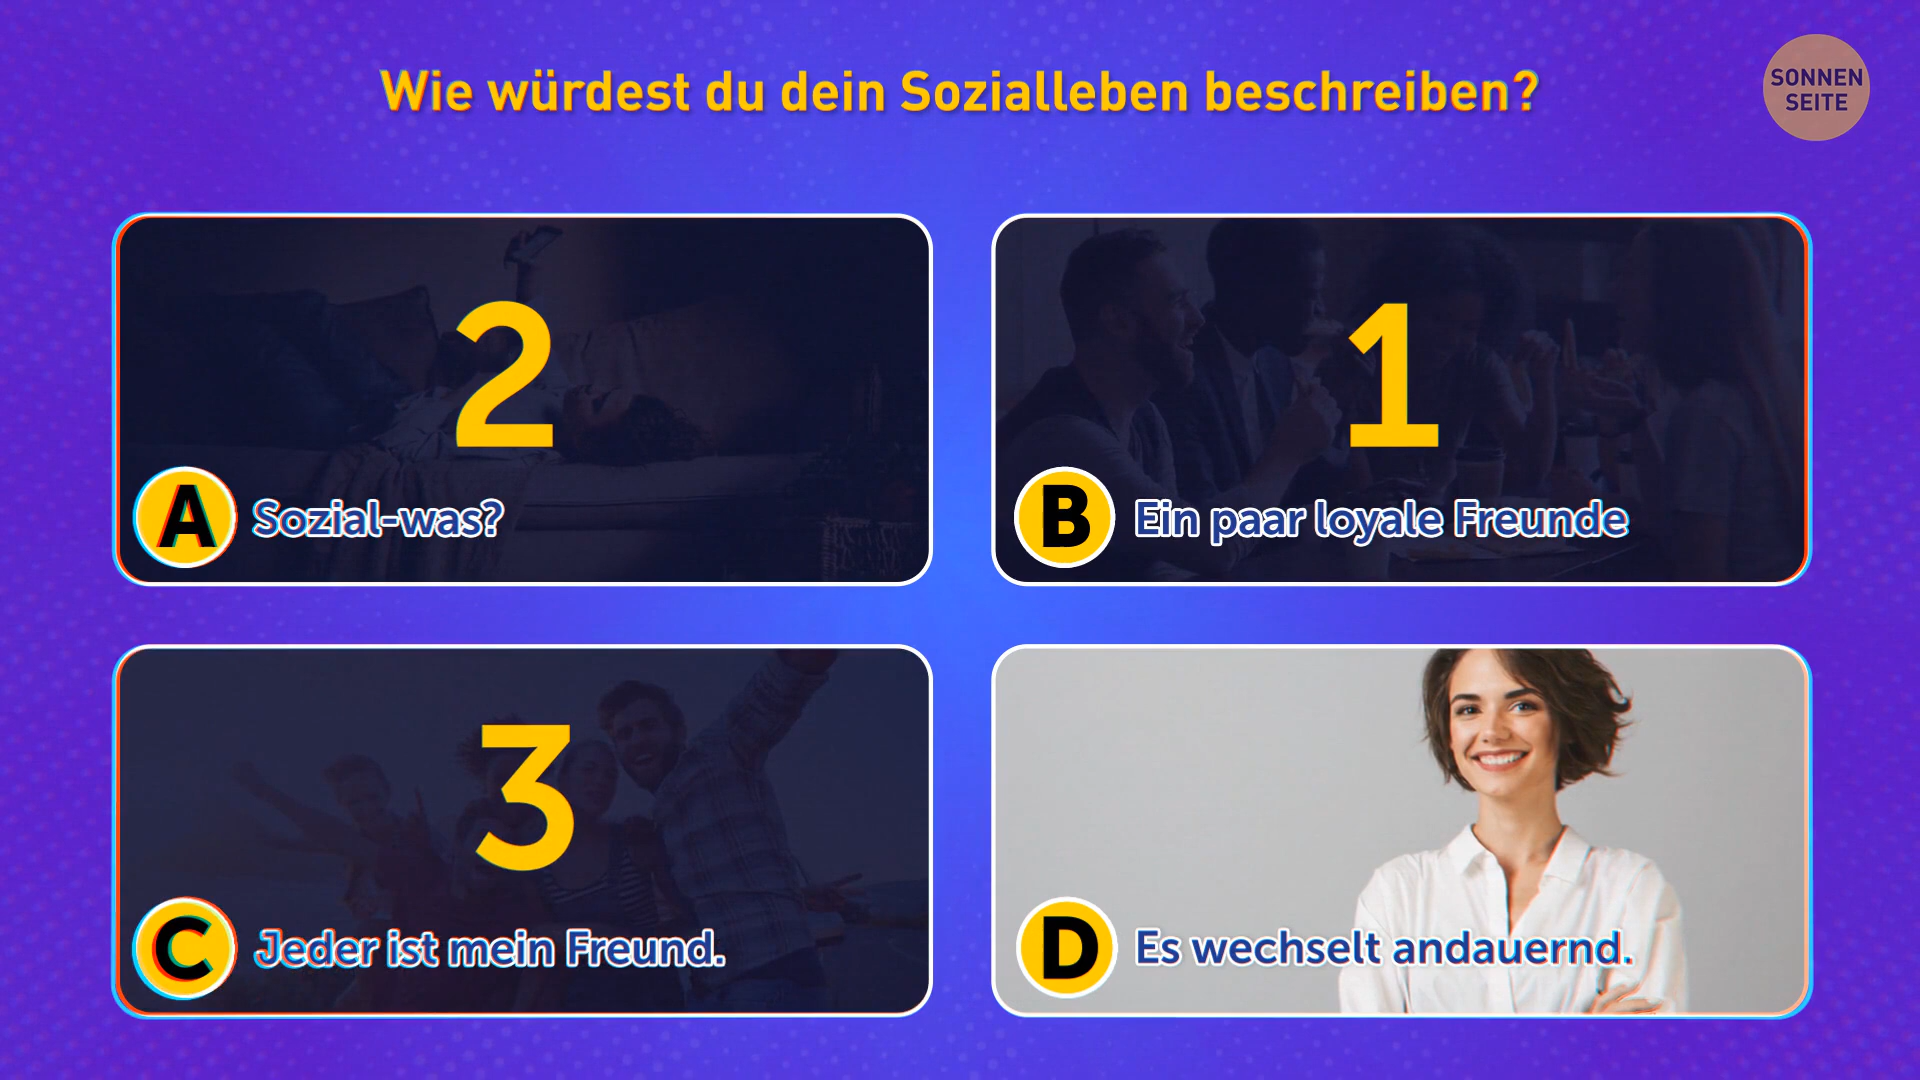 Wie würdest du dein Sozialleben beschreiben?
SONNEN
SEITE
2
A Sozial-was?
1
B Ein paar loyale Freunde
3
C Jeder ist mein Freund.
D Es wechselt andauernd.